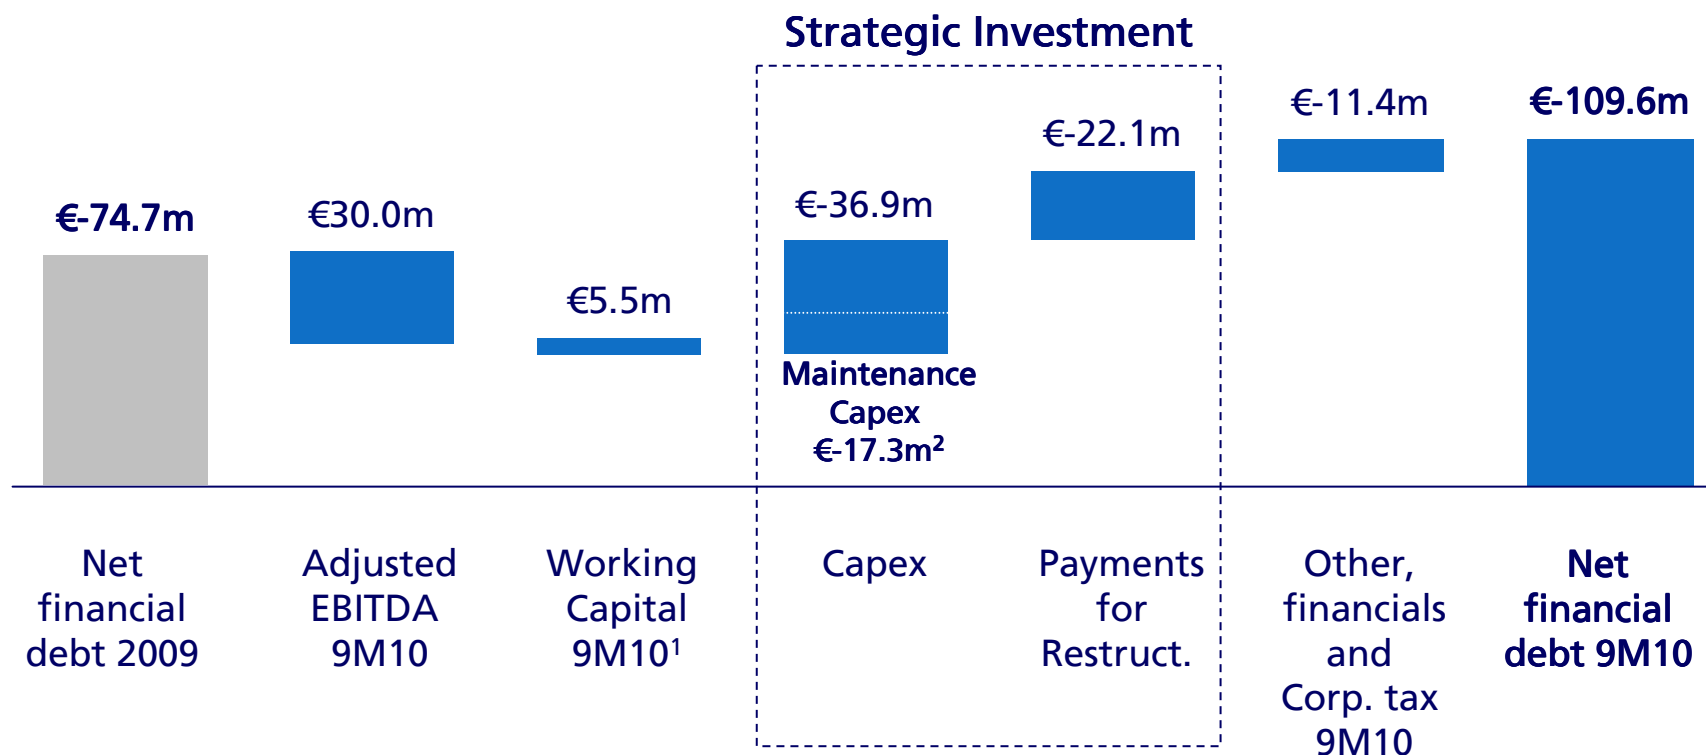 Strategic Investment
€-74.7m
€30.0m
€5.5m
€-36.9m
€-22.1m
€-11.4m
€-109.6m
Maintenance
Capex
€-17.3m²
Net
financial
debt 2009
Adjusted
EBITDA
9M10
Working
Capital
9M10¹
Capex
Payments
for
Restruct.
Other,
financials
and
Corp. tax
9M10
Net
financial
debt 9M10